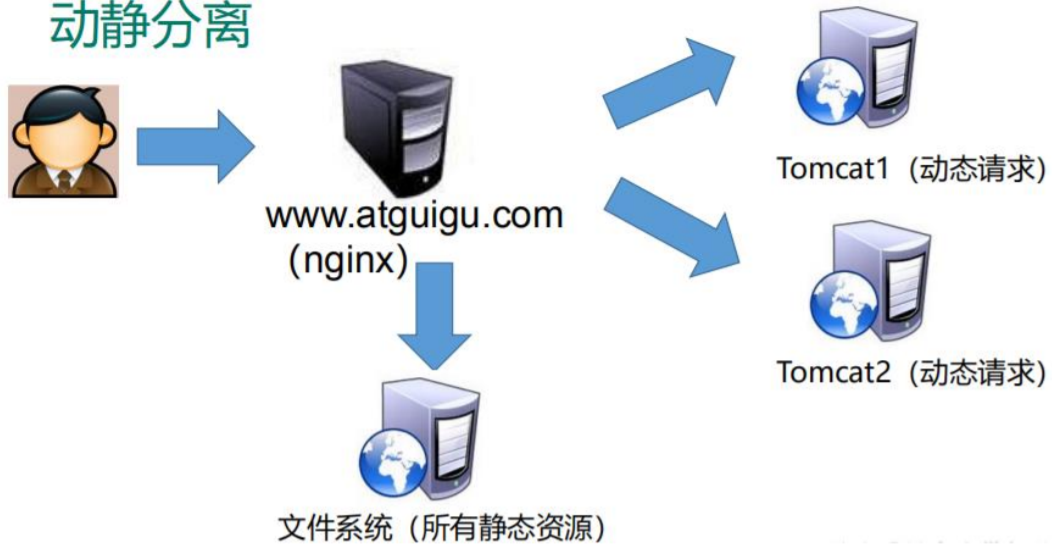 动静分离
www.atguigu.com
(nginx)
Tomcat1（动态请求）
Tomcat2（动态请求）
文件系统（所有静态资源）